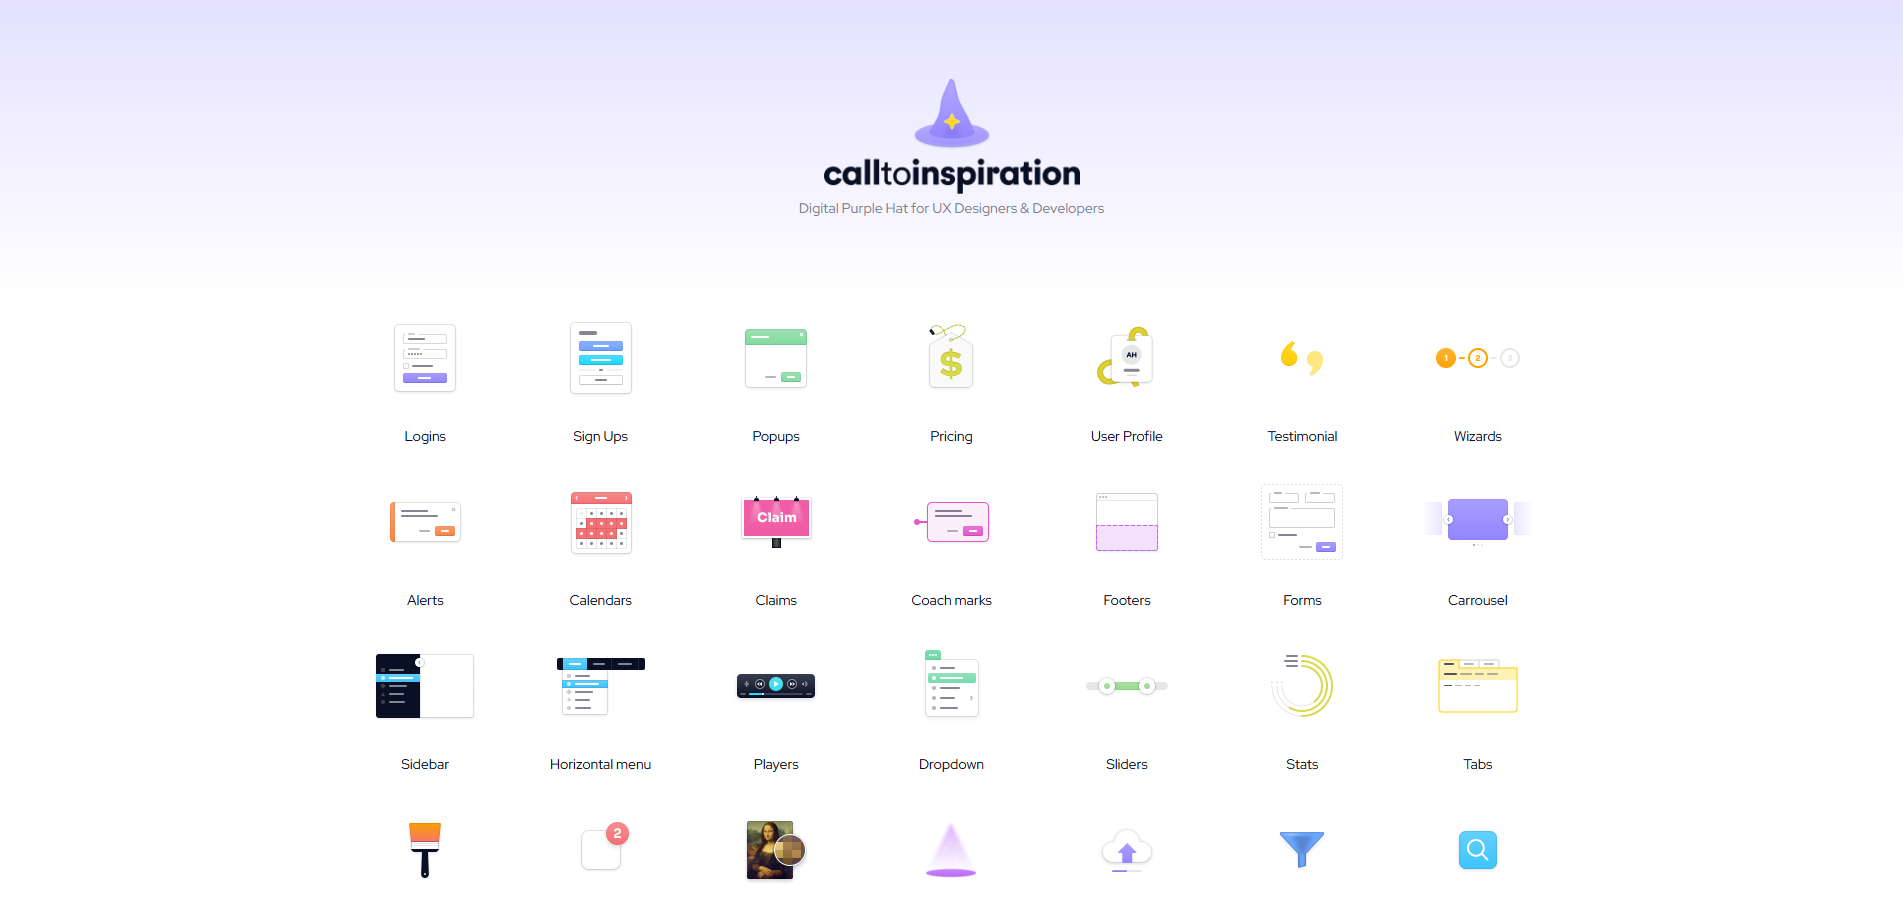 calltoinspiration
Digital Purple Hat for UX Designers & Developers
$
AH
1
2
3
Logins
Sign Ups
Popups
Pricing
User Profile
Testimonial
Wizards
Claim
Alerts
Calendars
Claims
Coach marks
Footers
Forms
Carrousel
Sidebar
Horizontal menu
Players
Dropdown
Sliders
Stats
Tabs
2